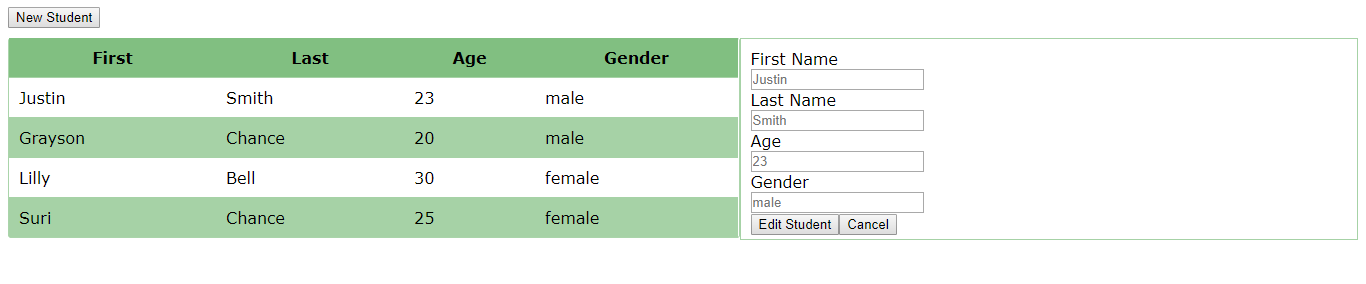 New Student
First Last Age Gender
Justin Smith 23 male
Grayson Chance 20 male
Lilly Bell 30 female
Suri Chance 25 female
First Name
Justin
Last Name
Smith
Age
23
Gender
male
Edit Student Cancel